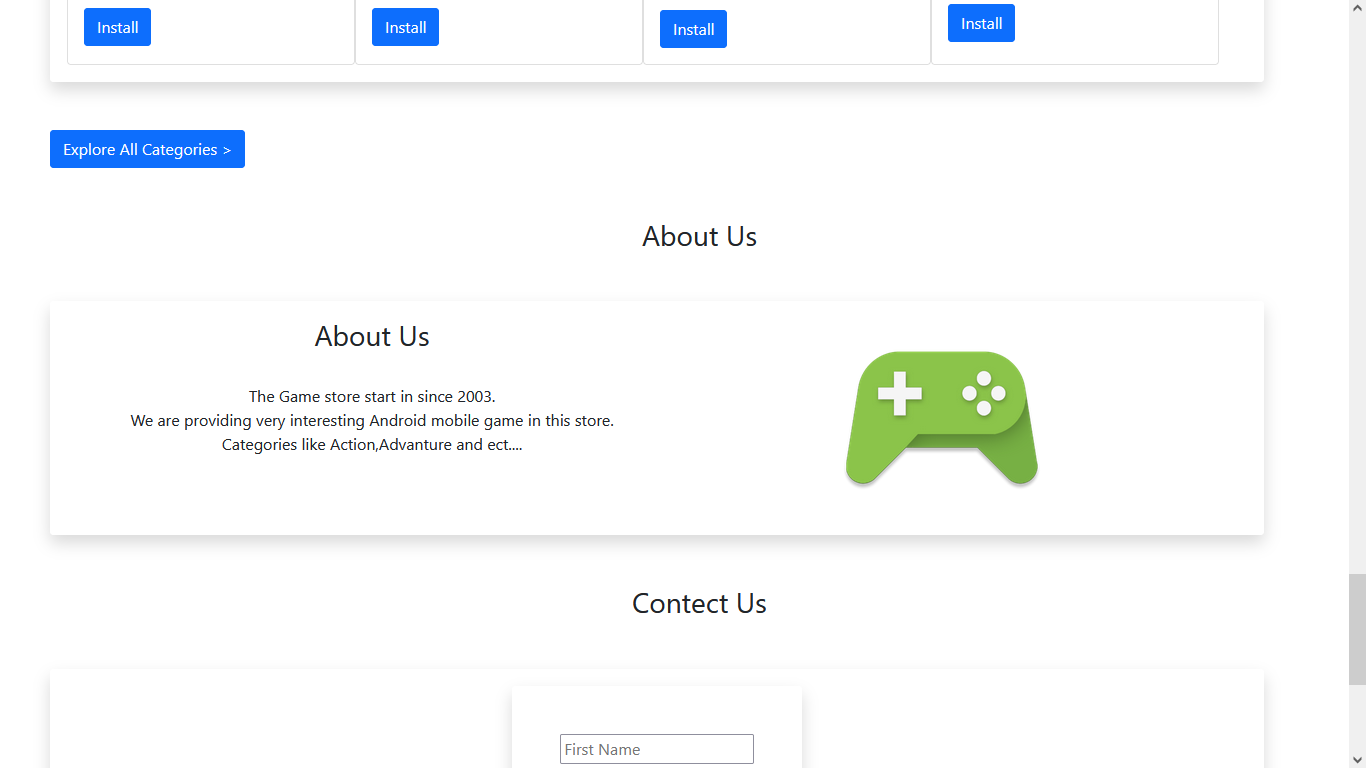 Install Install Install Install
Explore All Categories >
About Us
About Us
The Game store start in since 2003.
We are providing very interesting Android mobile game in this store.
Categories like Action,Advanture and ect....
Contect Us
First Name